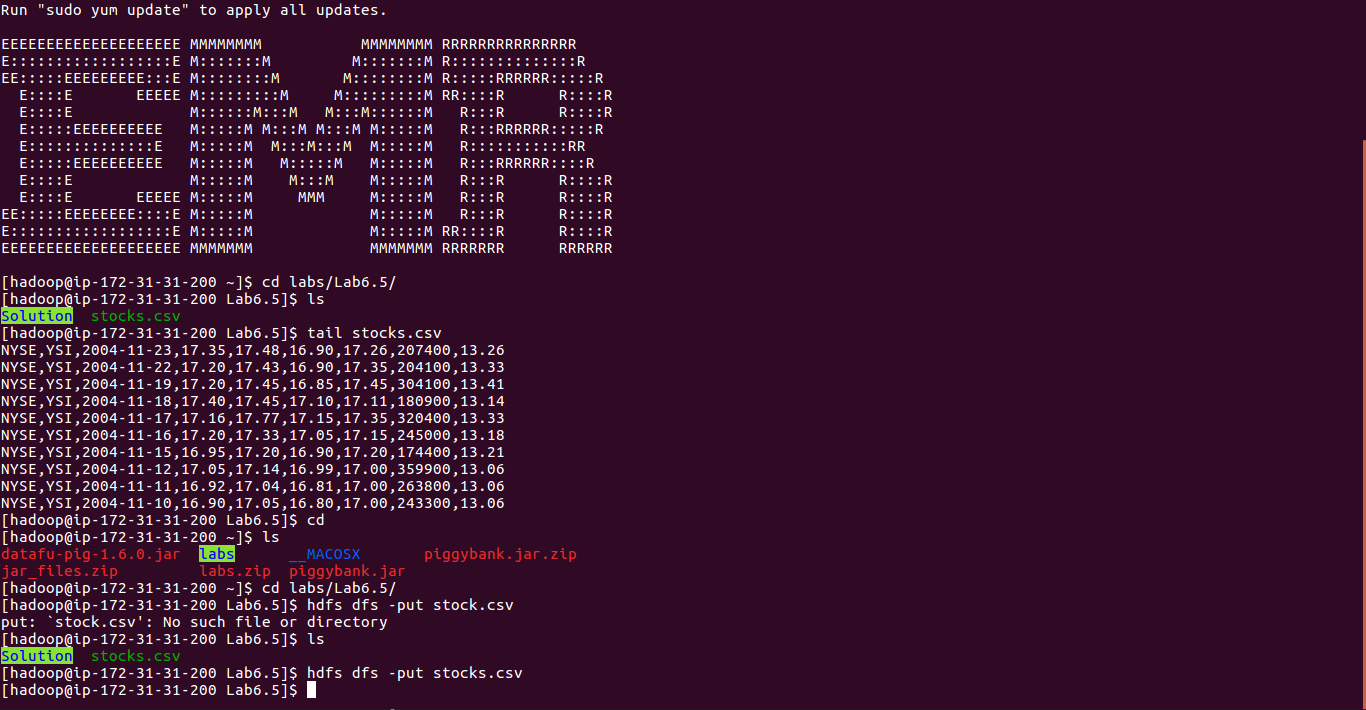 Run "sudo yum update" to apply all updates.

EEEEEEEEEEEEEEEEEEEE MMMMMMMM           MMMMMMMM RRRRRRRRRRRRRRR
E::::::::::::::::::E M:::::::M         M:::::::M R::::::::::::::R
EE:::::EEEEEEEEE:::E M::::::::M       M::::::::M R:::::RRRRRR:::::R
  E::::E       EEEEE M:::::::::M     M:::::::::M RR::::R      R::::R
  E::::E             M::::::M:::M   M:::M::::::M   R:::R      R::::R
  E:::::EEEEEEEEEE   M:::::M M:::M M:::M M:::::M   R:::RRRRRR:::::R
  E::::::::::::::E   M:::::M  M:::M:::M  M:::::M   R:::::::::::RR
  E:::::EEEEEEEEEE   M:::::M   M:::::M   M:::::M   R:::RRRRRR::::R
  E::::E             M:::::M    M:::M    M:::::M   R:::R      R::::R
  E::::E       EEEEE M:::::M     MMM     M:::::M   R:::R      R::::R
EE:::::EEEEEEEE::::E M:::::M             M:::::M   R:::R      R::::R
E::::::::::::::::::E M:::::M             M:::::M RR::::R      R::::R
EEEEEEEEEEEEEEEEEEEE MMMMMMM             MMMMMMM RRRRRRR      RRRRRR

[hadoop@ip-172-31-31-200 ~]$ cd labs/Lab6.5/
[hadoop@ip-172-31-31-200 Lab6.5]$ ls
Solution  stocks.csv
[hadoop@ip-172-31-31-200 Lab6.5]$ tail stocks.csv
NYSE,YSI,2004-11-23,17.35,17.48,16.90,17.26,207400,13.26
NYSE,YSI,2004-11-22,17.20,17.43,16.90,17.35,204100,13.33
NYSE,YSI,2004-11-19,17.20,17.45,16.85,17.45,304100,13.41
NYSE,YSI,2004-11-18,17.40,17.45,17.10,17.11,180900,13.14
NYSE,YSI,2004-11-17,17.16,17.77,17.15,17.35,320400,13.33
NYSE,YSI,2004-11-16,17.20,17.33,17.05,17.15,245000,13.18
NYSE,YSI,2004-11-15,16.95,17.20,16.90,17.20,174400,13.21
NYSE,YSI,2004-11-12,17.05,17.14,16.99,17.00,359900,13.06
NYSE,YSI,2004-11-11,16.92,17.04,16.81,17.00,263800,13.06
NYSE,YSI,2004-11-10,16.90,17.05,16.80,17.00,243300,13.06
[hadoop@ip-172-31-31-200 Lab6.5]$ cd
[hadoop@ip-172-31-31-200 ~]$ ls
datafu-pig-1.6.0.jar  labs      __MACOSX       piggybank.jar.zip
jar_files.zip         labs.zip  piggybank.jar
[hadoop@ip-172-31-31-200 ~]$ cd labs/Lab6.5/
[hadoop@ip-172-31-31-200 Lab6.5]$ hdfs dfs -put stock.csv
put: `stock.csv': No such file or directory
[hadoop@ip-172-31-31-200 Lab6.5]$ ls
Solution  stocks.csv
[hadoop@ip-172-31-31-200 Lab6.5]$ hdfs dfs -put stocks.csv
[hadoop@ip-172-31-31-200 Lab6.5]$